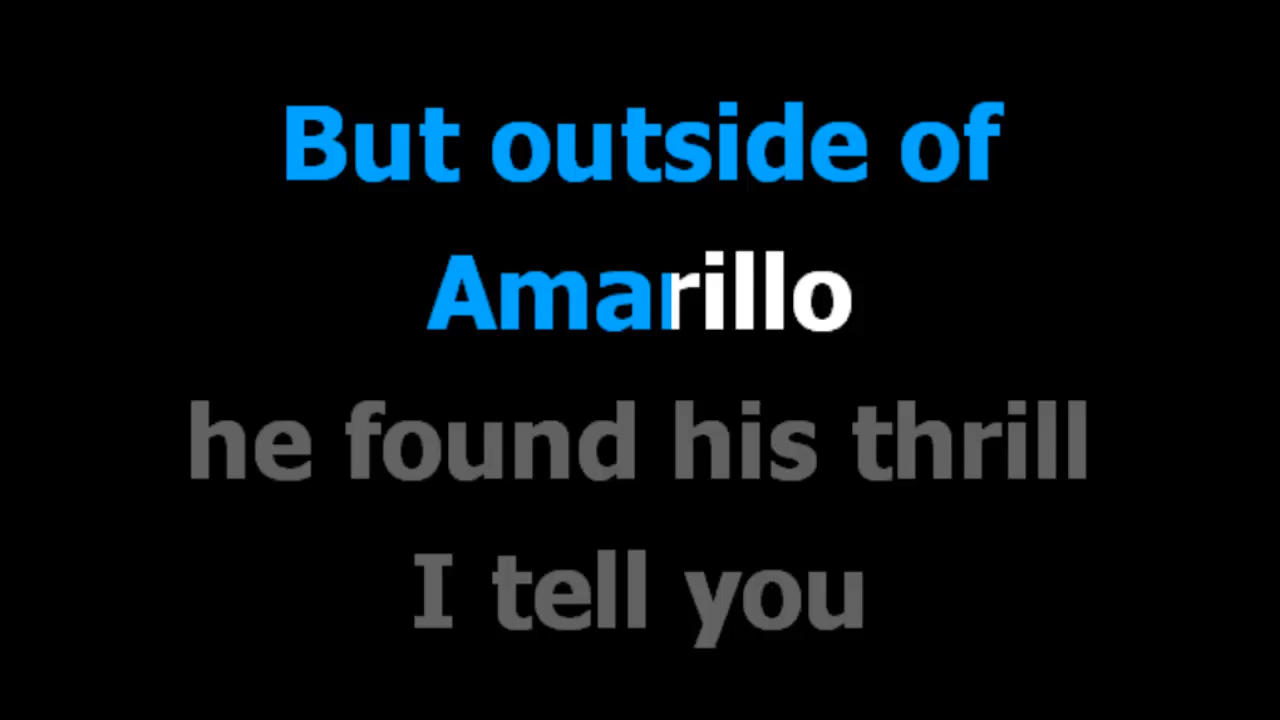 But outside of
Amarillo
he found his thrill
I tell you